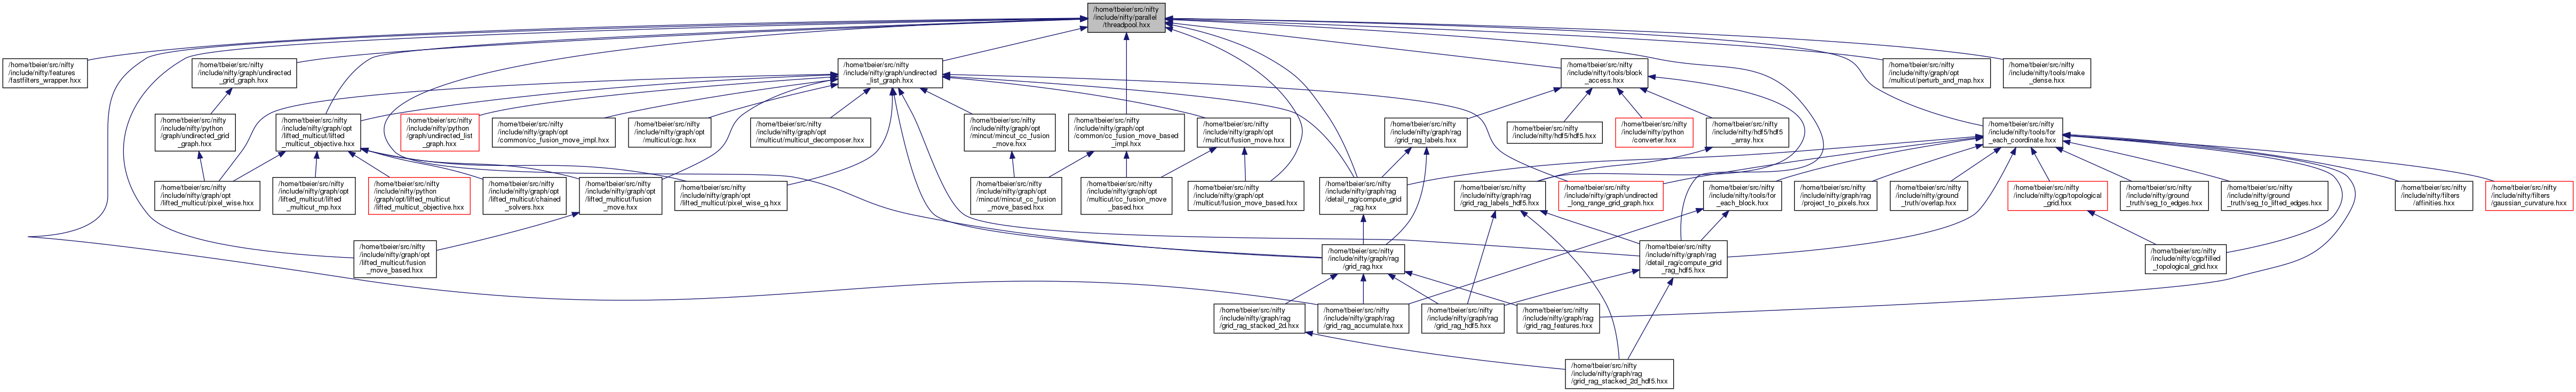 /home/tbeier/src/nifty
/include/nifty/parallel
/threadpool.hxx
/home/tbeier/src/nifty
/include/nifty/features
/fastfilters_wrapper.hxx
/home/tbeier/src/nifty
/include/nifty/graph/undirected
_grid_graph.hxx
/home/tbeier/src/nifty
/include/nifty/graph/undirected
_list_graph.hxx
/home/tbeier/src/nifty
/include/nifty/tools/block
_access.hxx
/home/tbeier/src/nifty
/include/nifty/graph/opt
/multicut/perturb_and_map.hxx
/home/tbeier/src/nifty
/include/nifty/tools/make
_dense.hxx
/home/tbeier/src/nifty
/include/nifty/python
/graph/undirected_grid
_graph.hxx
/home/tbeier/src/nifty
/include/nifty/graph/opt
/lifted_multicut/lifted
_multicut_objective.hxx
/home/tbeier/src/nifty
/include/nifty/python
/graph/undirected_list
_graph.hxx
/home/tbeier/src/nifty
/include/nifty/graph/opt
/common/cc_fusion_move_impl.hxx
/home/tbeier/src/nifty
/include/nifty/graph/opt
/multicut/cgc.hxx
/home/tbeier/src/nifty
/include/nifty/graph/opt
/multicut/multicut_decomposer.hxx
/home/tbeier/src/nifty
/include/nifty/graph/opt
/mincut/mincut_cc_fusion
_move.hxx
/home/tbeier/src/nifty
/include/nifty/graph/opt
/common/cc_fusion_move_based
_impl.hxx
/home/tbeier/src/nifty
/include/nifty/graph/opt
/multicut/fusion_move.hxx
/home/tbeier/src/nifty
/include/nifty/graph/rag
/grid_rag_labels.hxx
/home/tbeier/src/nifty
/include/nifty/hdf5/hdf5.hxx
/home/tbeier/src/nifty
/include/nifty/python
/converter.hxx
/home/tbeier/src/nifty
/include/nifty/hdf5/hdf5
_array.hxx
/home/tbeier/src/nifty
/include/nifty/tools/for
_each_coordinate.hxx
/home/tbeier/src/nifty
/include/nifty/graph/opt
/lifted_multicut/pixel_wise.hxx
/home/tbeier/src/nifty
/include/nifty/graph/opt
/lifted_multicut/lifted
_multicut_mp.hxx
/home/tbeier/src/nifty
/include/nifty/python
/graph/opt/lifted_multicut
/lifted_multicut_objective.hxx
/home/tbeier/src/nifty
/include/nifty/graph/opt
/lifted_multicut/chained
_solvers.hxx
/home/tbeier/src/nifty
/include/nifty/graph/opt
/lifted_multicut/fusion
_move.hxx
/home/tbeier/src/nifty
/include/nifty/graph/opt
/lifted_multicut/pixel_wise_q.hxx
/home/tbeier/src/nifty
/include/nifty/graph/opt
/mincut/mincut_cc_fusion
_move_based.hxx
/home/tbeier/src/nifty
/include/nifty/graph/opt
/multicut/cc_fusion_move
_based.hxx
/home/tbeier/src/nifty
/include/nifty/graph/opt
/multicut/fusion_move_based.hxx
/home/tbeier/src/nifty
/include/nifty/graph/rag
/detail_rag/compute_grid
_rag.hxx
/home/tbeier/src/nifty
/include/nifty/graph/rag
/grid_rag_labels_hdf5.hxx
/home/tbeier/src/nifty
/include/nifty/graph/undirected
_long_range_grid_graph.hxx
/home/tbeier/src/nifty
/include/nifty/tools/for
_each_block.hxx
/home/tbeier/src/nifty
/include/nifty/graph/rag
/project_to_pixels.hxx
/home/tbeier/src/nifty
/include/nifty/ground
_truth/overlap.hxx
/home/tbeier/src/nifty
/include/nifty/cgp/topological
_grid.hxx
/home/tbeier/src/nifty
/include/nifty/ground
_truth/seg_to_edges.hxx
/home/tbeier/src/nifty
/include/nifty/ground
_truth/seg_to_lifted_edges.hxx
/home/tbeier/src/nifty
/include/nifty/filters
/affinities.hxx
/home/tbeier/src/nifty
/include/nifty/filters
/gaussian_curvature.hxx
/home/tbeier/src/nifty
/include/nifty/graph/opt
/lifted_multicut/fusion
_move_based.hxx
/home/tbeier/src/nifty
/include/nifty/graph/rag
/grid_rag.hxx
/home/tbeier/src/nifty
/include/nifty/graph/rag
/detail_rag/compute_grid
_rag_hdf5.hxx
/home/tbeier/src/nifty
/include/nifty/cgp/filled
_topological_grid.hxx
/home/tbeier/src/nifty
/include/nifty/graph/rag
/grid_rag_stacked_2d.hxx
/home/tbeier/src/nifty
/include/nifty/graph/rag
/grid_rag_accumulate.hxx
/home/tbeier/src/nifty
/include/nifty/graph/rag
/grid_rag_hdf5.hxx
/home/tbeier/src/nifty
/include/nifty/graph/rag
/grid_rag_features.hxx
/home/tbeier/src/nifty
/include/nifty/graph/rag
/grid_rag_stacked_2d_hdf5.hxx